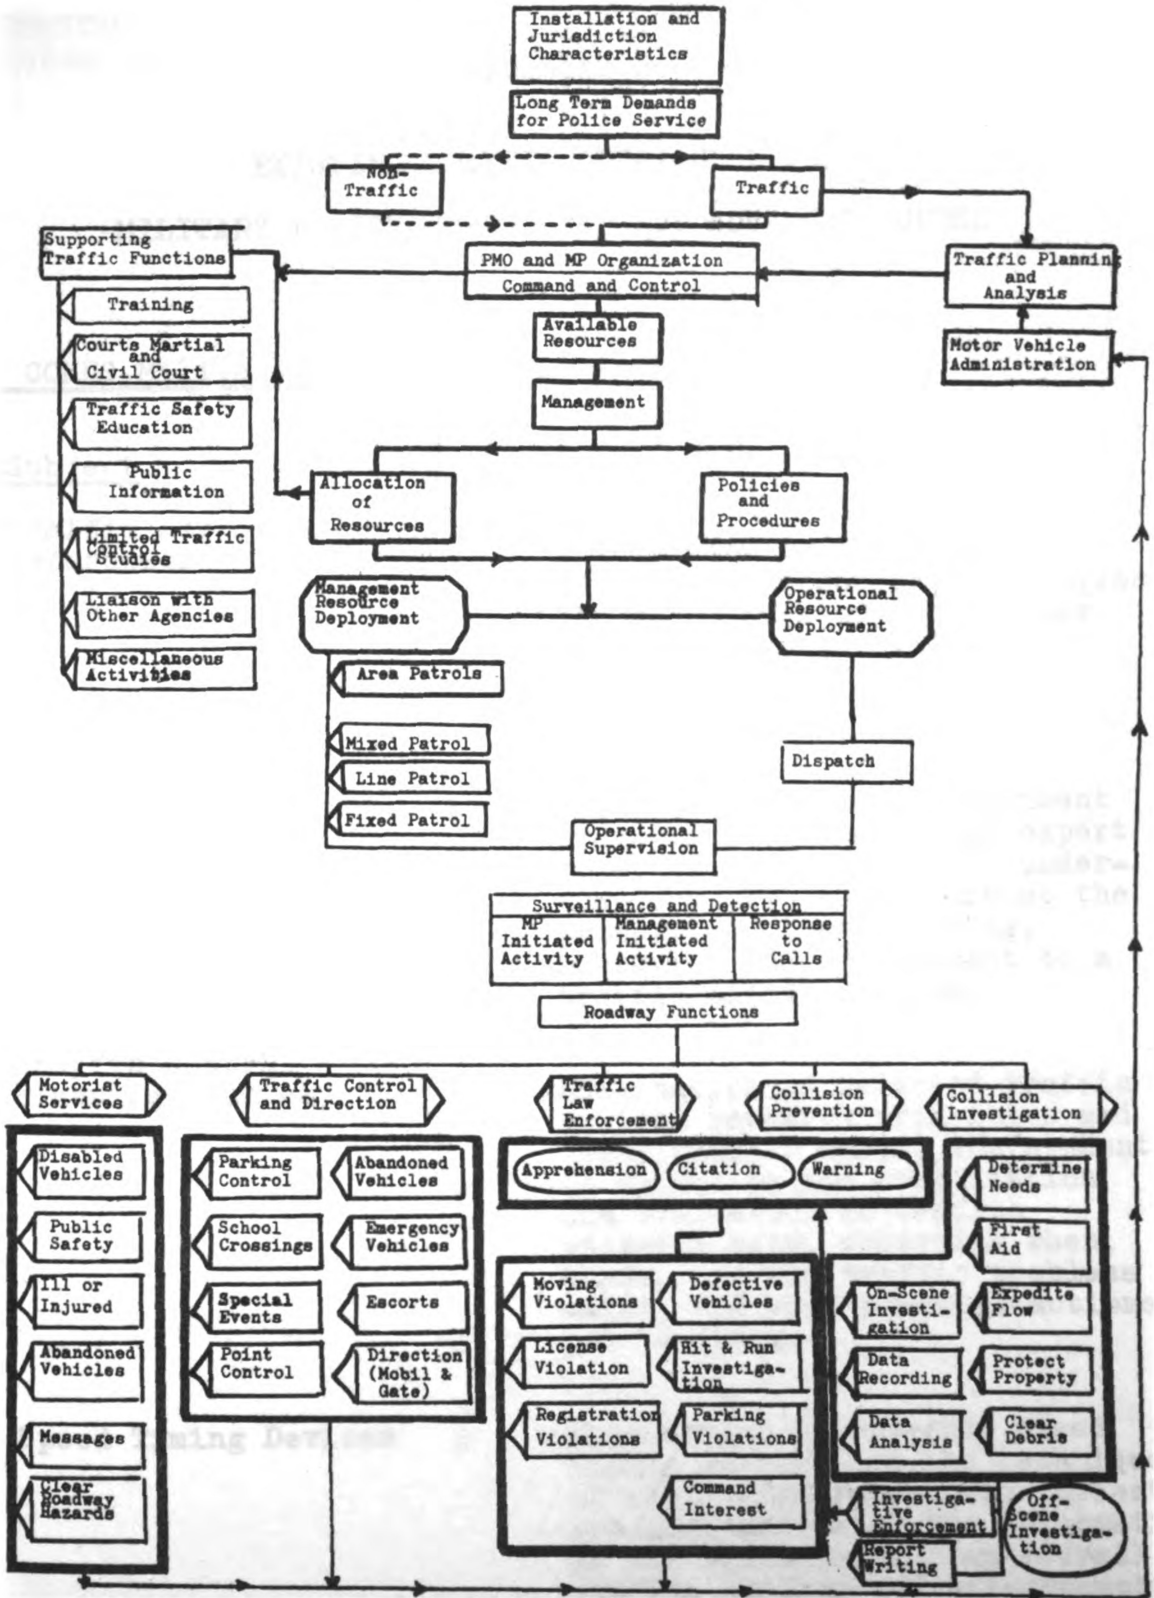 Installation and
Jurisdiction
Characteristics
Long Term Demands
for Police Service
Non-
Traffic
Traffic
Supporting
Traffic Functions
PMO and MP Organization
Command and Control
Traffic Planning
and
Analysis
Training
Available
Resources
Motor Vehicle
Administration
Courts Martial
and
Civil Court
Management
Traffic Safety
Education
Public
Information
Allocation
of
Resources
Policies
and
Procedures
Limited Traffic
Control
Studies
Liaison with
Other Agencies
Miscellaneous
Activities
Management
Resource
Deployment
Operational
Resource
Deployment
Area Patrols
Mixed Patrol
Line Patrol
Fixed Patrol
Dispatch
Operational
Supervision
Surveillance and Detection
MP
Initiated
Activity
Management
Initiated
Activity
Response
to
Calls
Roadway Functions
Motorist
Services
Traffic Control
and Direction
Traffic
Law
Enforcement
Collision
Prevention
Collision
Investigation
Disabled
Vehicles
Public
Safety
Ill or
Injured
Abandoned
Vehicles
Messages
Clear
Roadway
Hazards
Parking
Control
Abandoned
Vehicles
School
Crossings
Emergency
Vehicles
Special
Events
Escorts
Point
Control
Direction
(Mobil &
Gate)
Apprehension
Citation
Warning
Moving
Violations
Defective
Vehicles
License
Violation
Hit & Run
Investiga-
tion
Registration
Violations
Parking
Violations
Command
Interest
Determine
Needs
First
Aid
On-Scene
Investi-
gation
Expedite
Flow
Data
Recording
Protect
Property
Data
Analysis
Clear
Debris
Investiga-
tive
Enforcement
Report
Writing
Off-
Scene
Investiga-
tion
Timing Devices